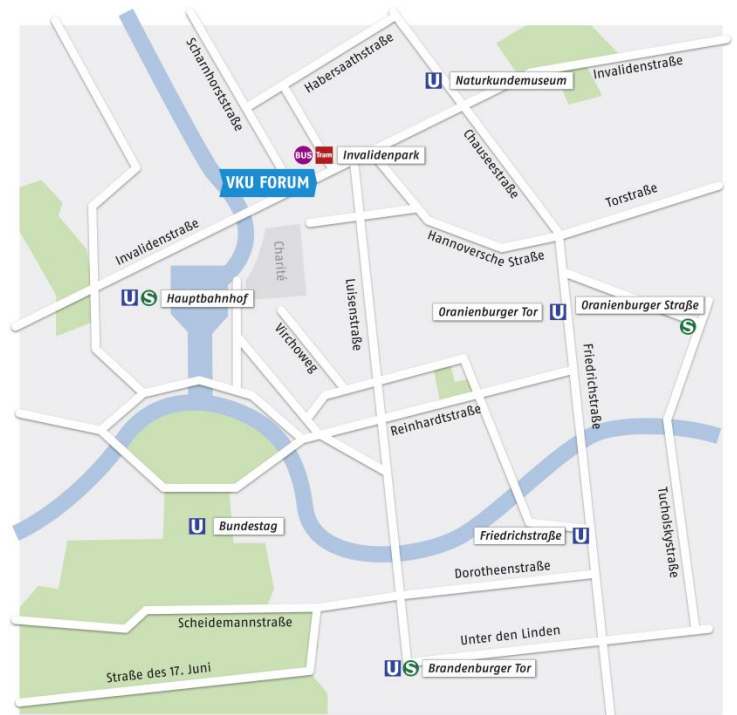 Scharnhorststraße
Habersaathstraße
U Naturkundemuseum
Invalidenstraße
BUS Tram Invalidenpark
Chauseestraße
VKU FORUM
Torstraße
Invalidenstraße
Hannoversche Straße
Charité
U S Hauptbahnhof
Luisenstraße
Oranienburger Tor U
Oranienburger Straße
S
Virchoweg
Friedrichstraße
Reinhardtstraße
Tucholskystraße
U Bundestag
Friedrichstraße U
Dorotheenstraße
Scheidemannstraße
Unter den Linden
Straße des 17. Juni
U S Brandenburger Tor